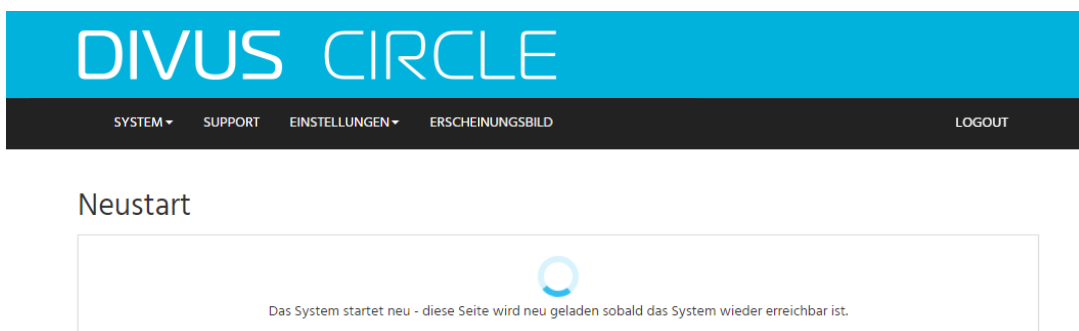 DIVUS CIRCLE
SYSTEM SUPPORT EINSTELLUNGEN ERSCHEINUNGSBILD LOGOUT
Neustart
Das System startet neu - diese Seite wird neu geladen sobald das System wieder erreichbar ist.